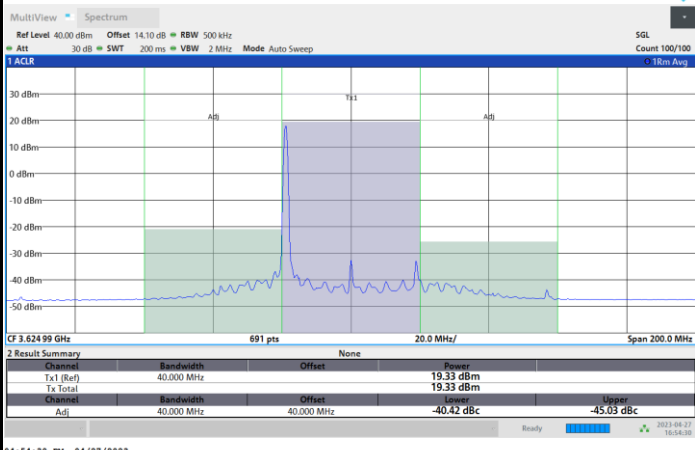 MultiView Spectrum
Ref Level 40.00 dBm Offset 14.10 dB RBW 500 kHz SGL
Att 30 dB SWT 200 ms VBW 2 MHz Mode Auto Sweep Count 100/100
1 ACLR 1Rm Avg
30 dBm
Tx1
20 dBm Adj Adj
10 dBm
0 dBm
-10 dBm
-20 dBm
-30 dBm
-40 dBm
-50 dBm
CF 3.624 99 GHz 691 pts 20.0 MHz/ Span 200.0 MHz
2 Result Summary None
Channel Bandwidth Offset Power
Tx1 (Ref) 40.000 MHz 19.33 dBm
Tx Total 19.33 dBm
Channel Bandwidth Offset Lower Upper
Adj 40.000 MHz 40.000 MHz -40.42 dBc -45.03 dBc
Ready 2023-04-27
16:54:30